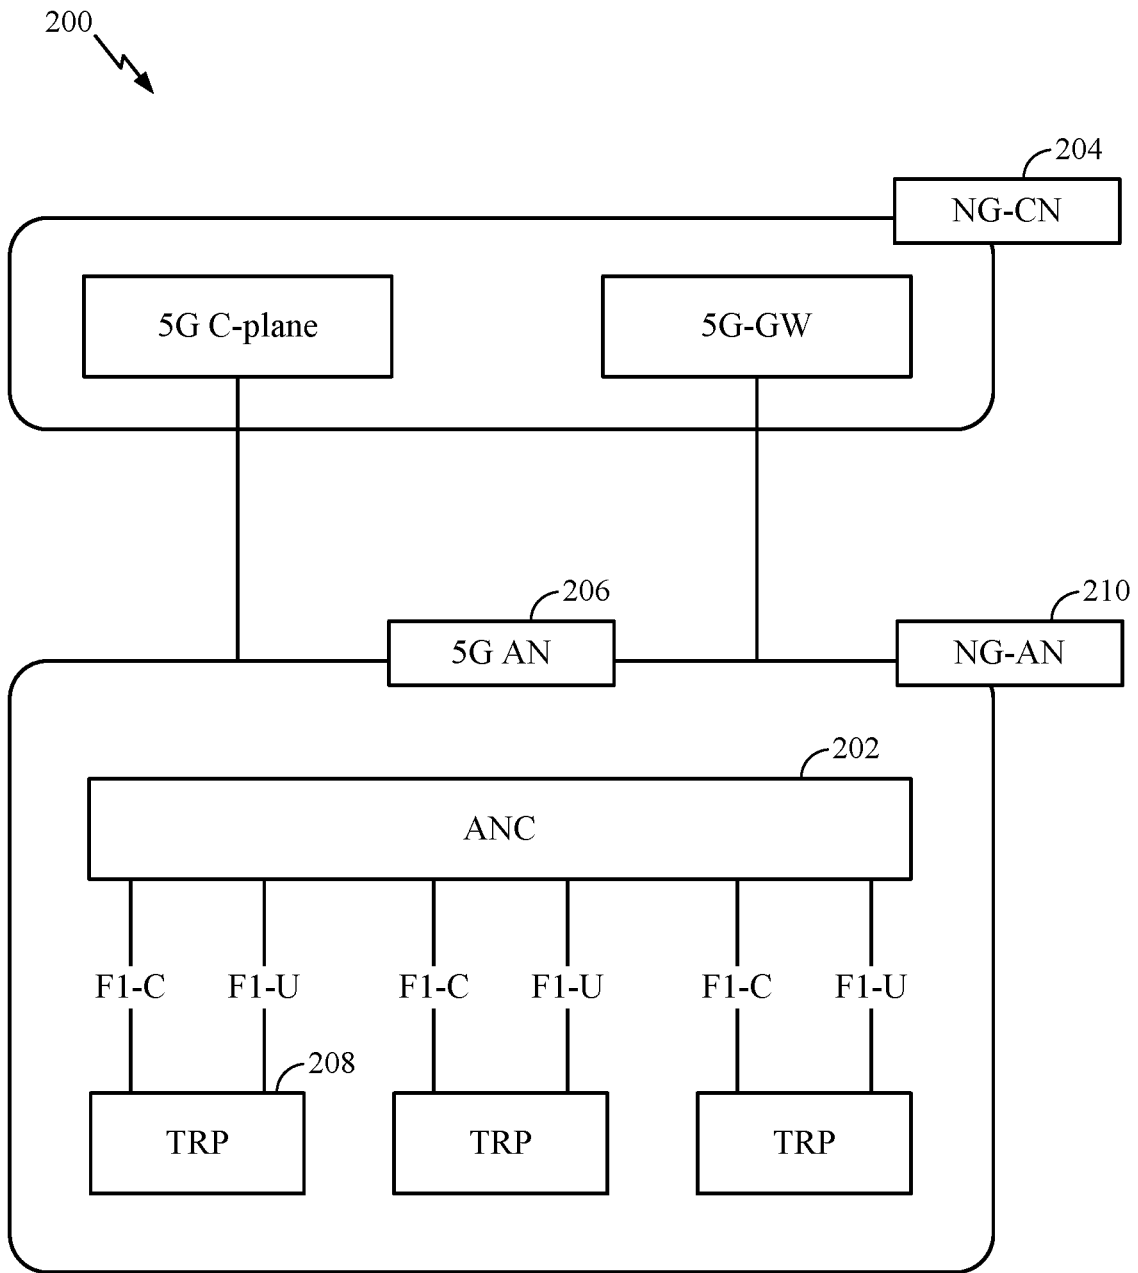 200
204
NG-CN
5G C-plane
5G-GW
206
210
5G AN
NG-AN
202
ANC
F1-C
F1-U
F1-C
F1-U
F1-C
F1-U
208
TRP
TRP
TRP